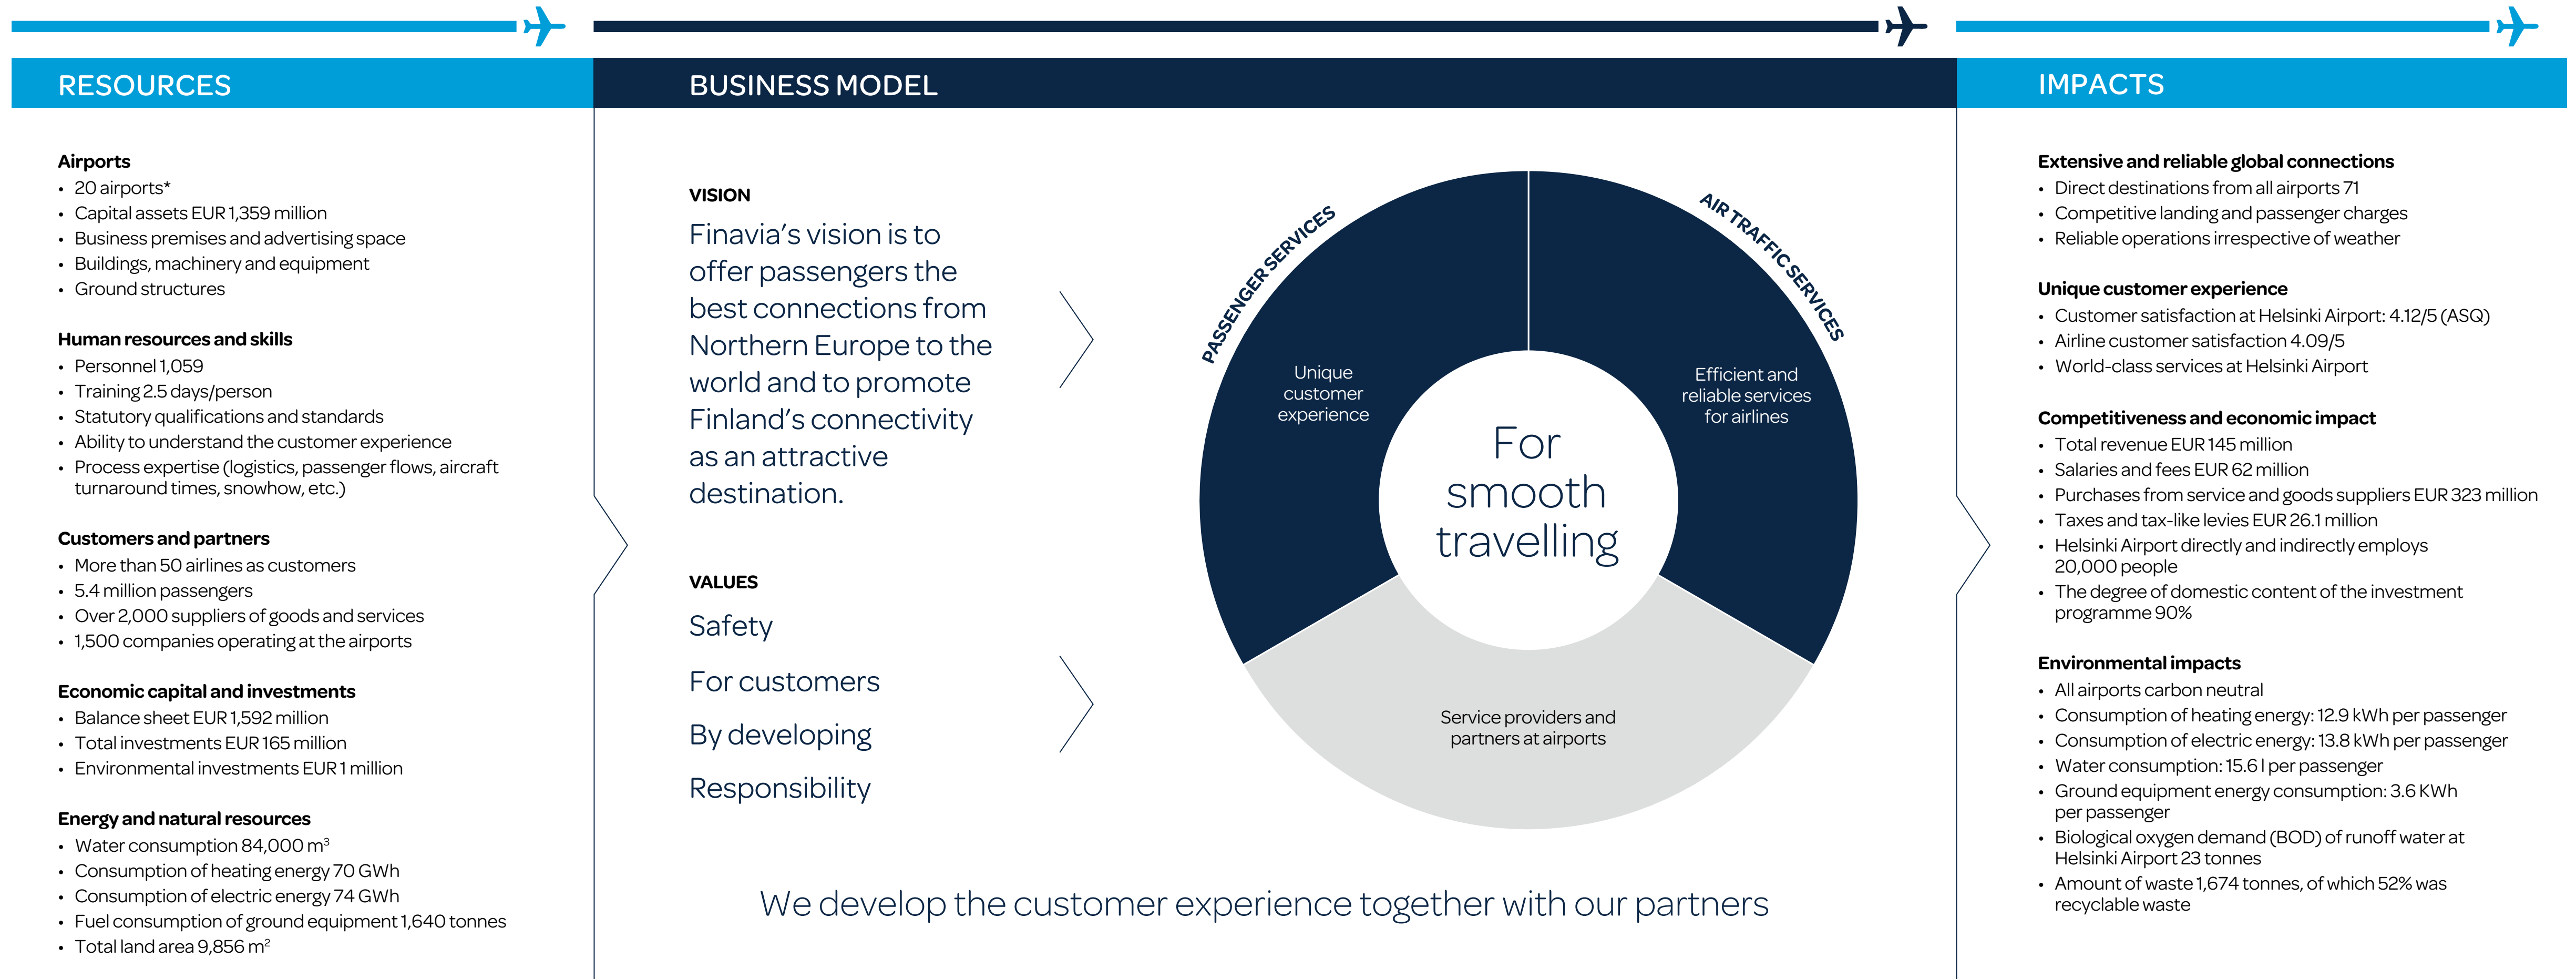 RESOURCES
Airports
• 20 airports*
• Capital assets EUR 1,359 million
• Business premises and advertising space
• Buildings, machinery and equipment
• Ground structures
Human resources and skills
• Personnel 1,059
• Training 2.5 days/person
• Statutory qualifications and standards
• Ability to understand the customer experience
• Process expertise (logistics, passenger flows, aircraft
turnaround times, snowhow, etc.)
Customers and partners
• More than 50 airlines as customers
• 5.4 million passengers
• Over 2,000 suppliers of goods and services
• 1,500 companies operating at the airports
Economic capital and investments
• Balance sheet EUR 1,592 million
• Total investments EUR 165 million
• Environmental investments EUR 1 million
Energy and natural resources
• Water consumption 84,000 m³
• Consumption of heating energy 70 GWh
• Consumption of electric energy 74 GWh
• Fuel consumption of ground equipment 1,640 tonnes
• Total land area 9,856 m²
BUSINESS MODEL
VISION
Finavia's vision is to
offer passengers the
best connections from
Northern Europe to the
world and to promote
Finland's connectivity
as an attractive
destination.
VALUES
Safety
For customers
By developing
Responsibility
PASSENGER SERVICES
Unique
customer
experience
AIR TRAFFIC SERVICES
Efficient and
reliable services
for airlines
For
smooth
travelling
Service providers and
partners at airports
We develop the customer experience together with our partners
IMPACTS
Extensive and reliable global connections
• Direct destinations from all airports 71
• Competitive landing and passenger charges
• Reliable operations irrespective of weather
Unique customer experience
• Customer satisfaction at Helsinki Airport: 4.12/5 (ASQ)
• Airline customer satisfaction 4.09/5
• World-class services at Helsinki Airport
Competitiveness and economic impact
• Total revenue EUR 145 million
• Salaries and fees EUR 62 million
• Purchases from service and goods suppliers EUR 323 million
• Taxes and tax-like levies EUR 26.1 million
• Helsinki Airport directly and indirectly employs
20,000 people
• The degree of domestic content of the investment
programme 90%
Environmental impacts
• All airports carbon neutral
• Consumption of heating energy: 12.9 kWh per passenger
• Consumption of electric energy: 13.8 kWh per passenger
• Water consumption: 15.6 l per passenger
• Ground equipment energy consumption: 3.6 KWh
per passenger
• Biological oxygen demand (BOD) of runoff water at
Helsinki Airport 23 tonnes
• Amount of waste 1,674 tonnes, of which 52% was
recyclable waste